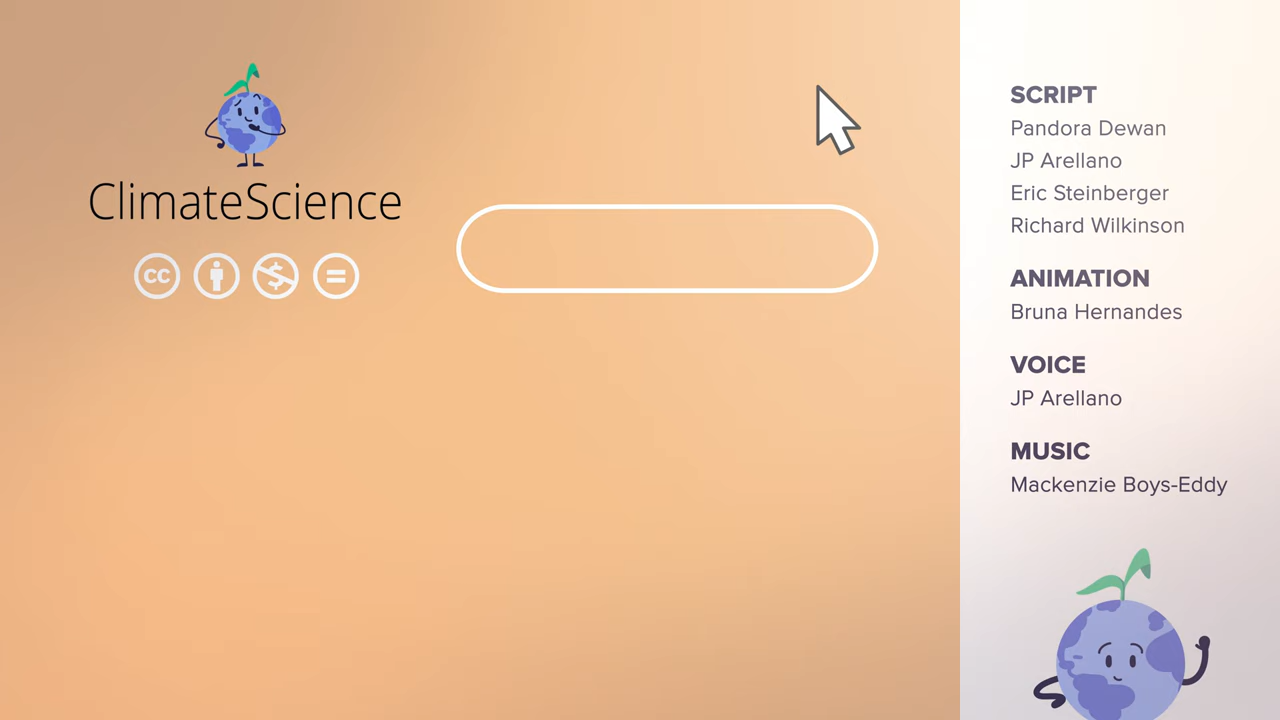 ClimateScience
cc
SCRIPT
Pandora Dewan
JP Arellano
Eric Steinberger
Richard Wilkinson
ANIMATION
Bruna Hernandes
VOICE
JP Arellano
MUSIC
Mackenzie Boys-Eddy